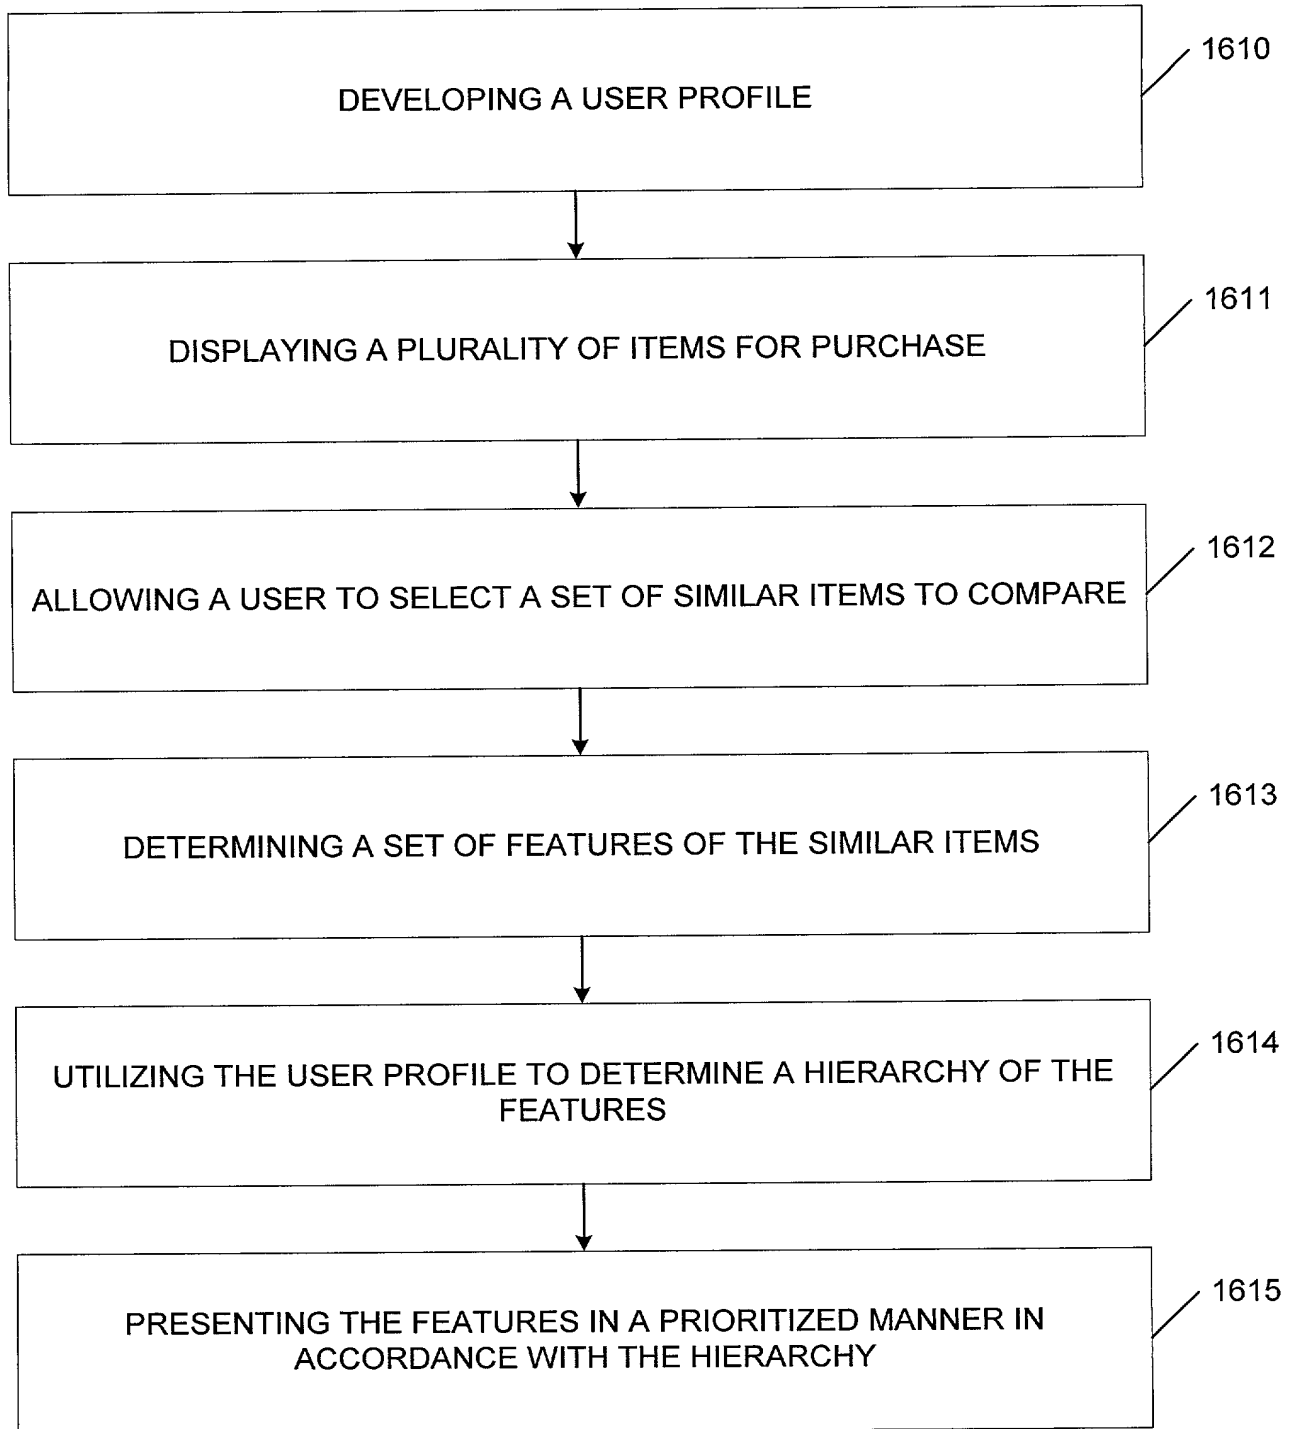 DEVELOPING A USER PROFILE
1610
DISPLAYING A PLURALITY OF ITEMS FOR PURCHASE
1611
ALLOWING A USER TO SELECT A SET OF SIMILAR ITEMS TO COMPARE
1612
DETERMINING A SET OF FEATURES OF THE SIMILAR ITEMS
1613
UTILIZING THE USER PROFILE TO DETERMINE A HIERARCHY OF THE
FEATURES
1614
PRESENTING THE FEATURES IN A PRIORITIZED MANNER IN
ACCORDANCE WITH THE HIERARCHY
1615